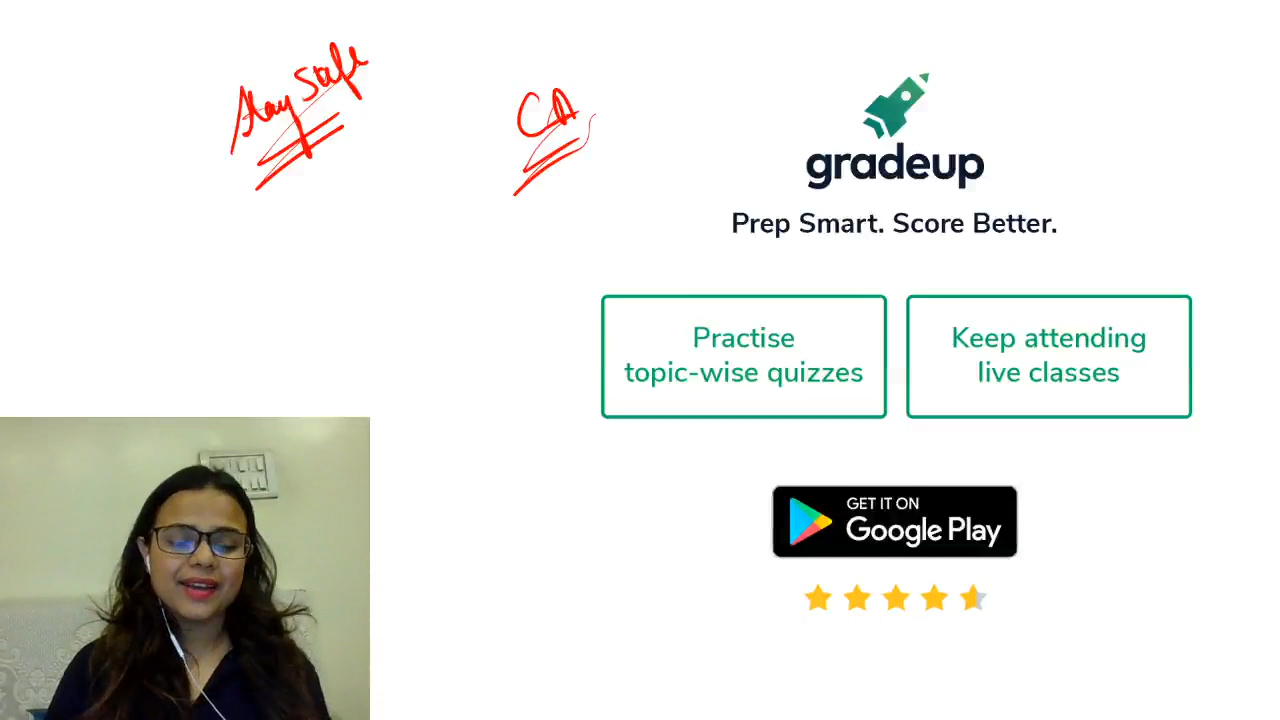 Stay Safe
CA
gradeup
Prep Smart. Score Better.
Practise
topic-wise quizzes
Keep attending
live classes
GET IT ON
Google Play